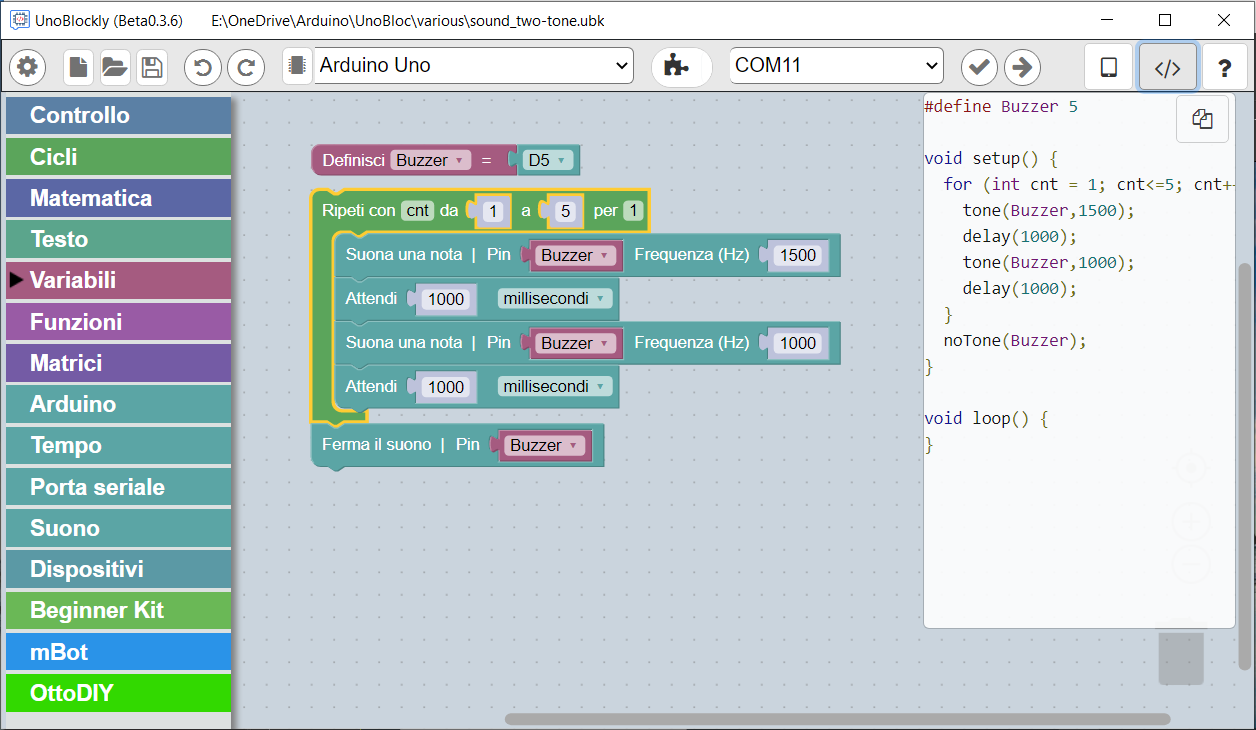 UnoBlockly (Beta0.3.6) E:\OneDrive\Arduino\UnoBloc\various\sound_two-tone.ubk
Arduino Uno COM11 </> ?
Controllo
Cicli
Matematica
Testo
Variabili
Funzioni
Matrici
Arduino
Tempo
Porta seriale
Suono
Dispositivi
Beginner Kit
mBot
OttoDIY
Definisci Buzzer = D5
Ripeti con cnt da 1 a 5 per 1
Suona una nota | Pin Buzzer Frequenza (Hz) 1500
Attendi 1000 millisecondi
Suona una nota | Pin Buzzer Frequenza (Hz) 1000
Attendi 1000 millisecondi
Ferma il suono | Pin Buzzer
#define Buzzer 5
void setup() {
for (int cnt = 1; cnt<=5; cnt+
tone(Buzzer,1500);
delay(1000);
tone(Buzzer,1000);
delay(1000);
}
noTone(Buzzer);
}
void loop() {
}